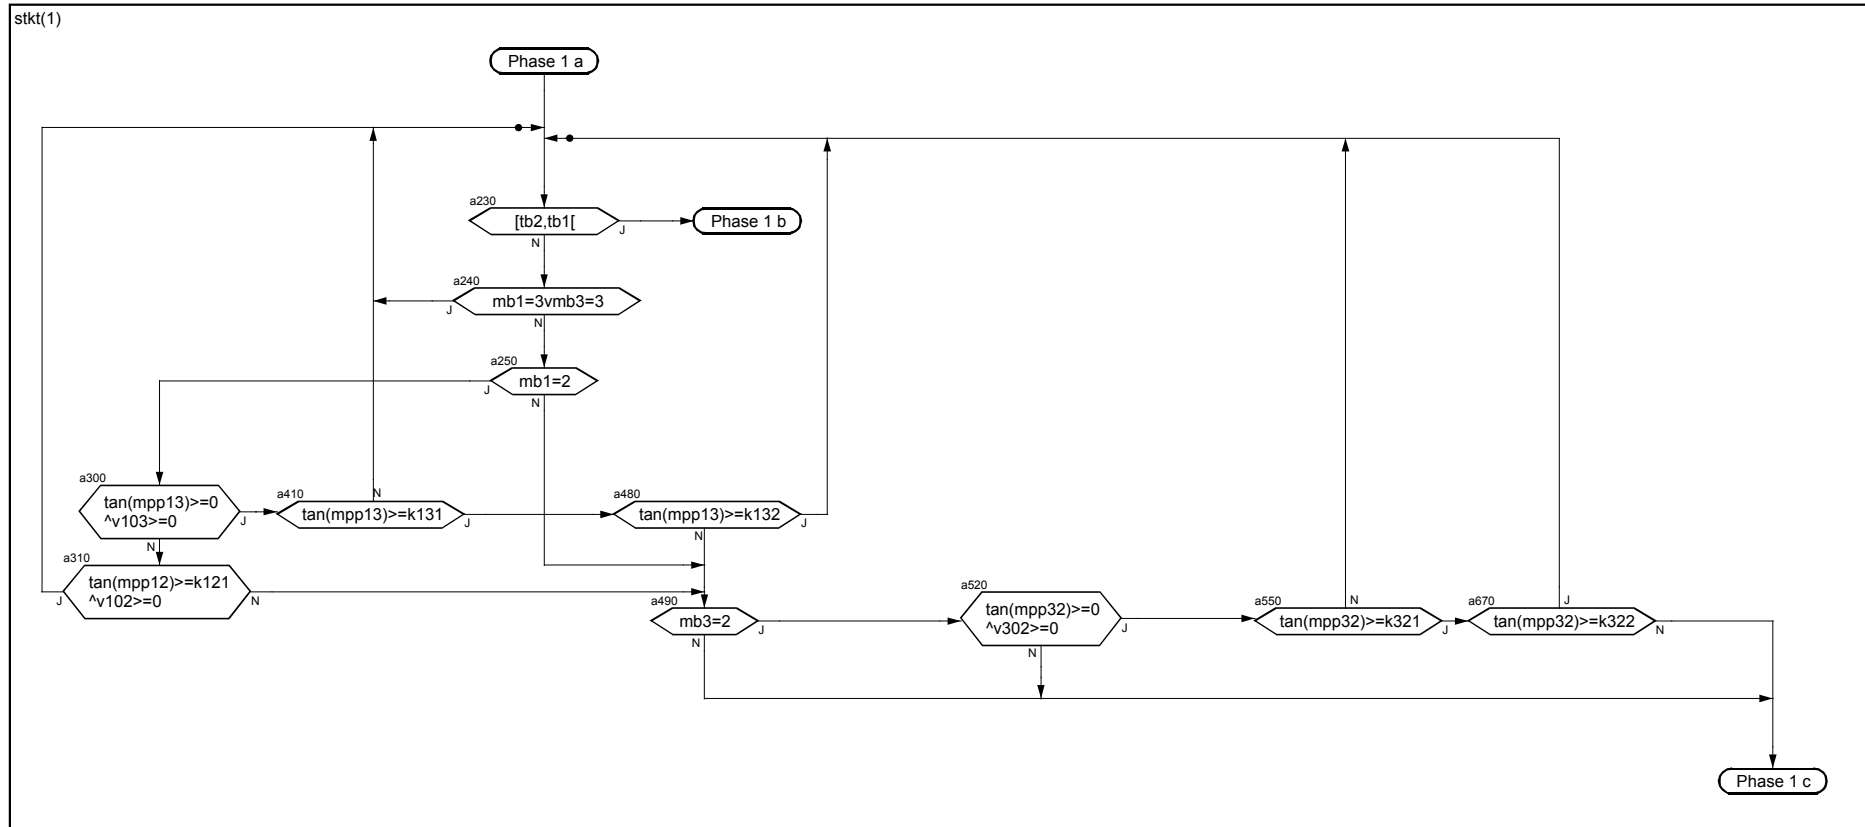 stkt(1)
Phase 1 a
a230
[tb2,tb1[
J
Phase 1 b
N
a240
mb1=3vmb3=3
J
N
a250
mb1=2
J
N
a300
tan(mpp13)>=0
^v103>=0
J
N
a410
N
tan(mpp13)>=k131
J
a480
tan(mpp13)>=k132
J
N
a310
tan(mpp12)>=k121
^v102>=0
J
N
a490
mb3=2
J
N
a520
tan(mpp32)>=0
^v302>=0
J
N
a550
N
tan(mpp32)>=k321
J
a670
J
tan(mpp32)>=k322
N
Phase 1 c